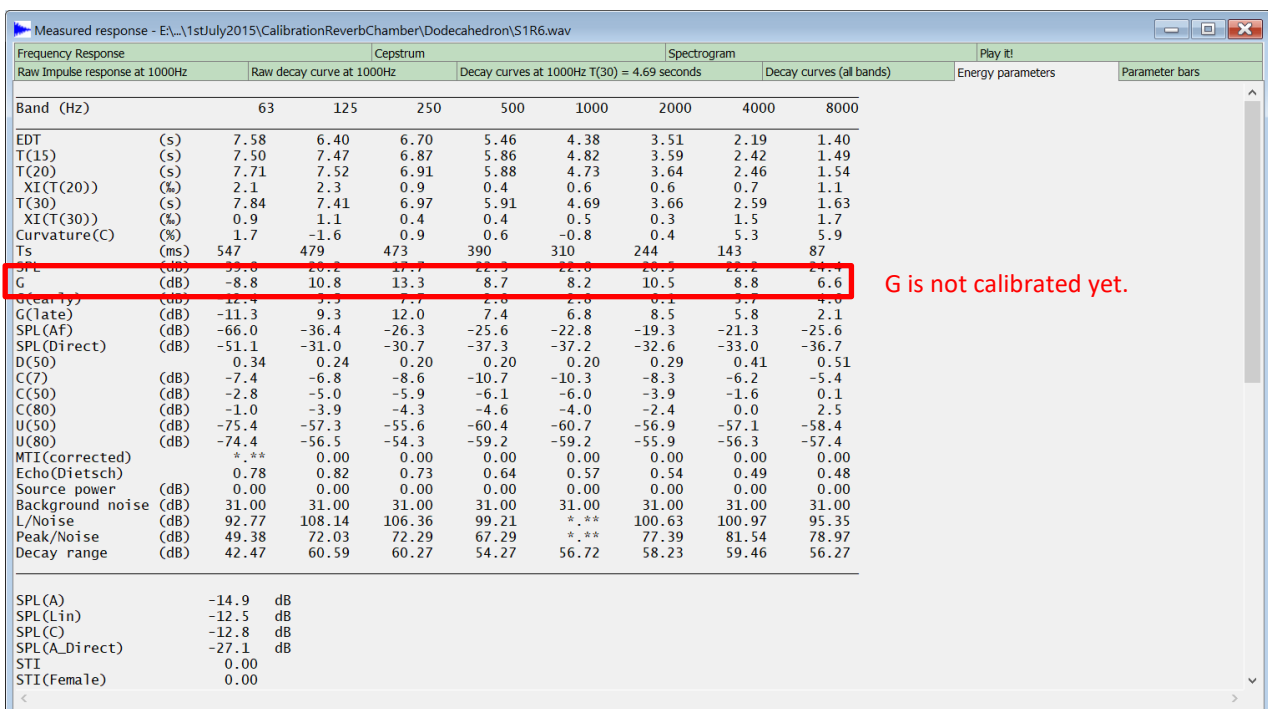 Measured response - E:\...\1stJuly2015\CalibrationReverbChamber\Dodecahedron\S1R6.wav
Frequency Response Cepstrum Spectrogram Play it!
Raw Impulse response at 1000Hz Raw decay curve at 1000Hz Decay curves at 1000Hz T(30) = 4.69 seconds Decay curves (all bands) Energy parameters Parameter bars
Band (Hz) 63 125 250 500 1000 2000 4000 8000
EDT (s) 7.58 6.40 6.70 5.46 4.38 3.51 2.19 1.40
T(15) (s) 7.50 7.47 6.87 5.86 4.82 3.59 2.42 1.49
T(20) (s) 7.71 7.52 6.91 5.88 4.73 3.64 2.46 1.54
XI(T(20)) (‰) 2.1 2.3 0.9 0.4 0.6 0.6 0.7 1.1
T(30) (s) 7.84 7.41 6.97 5.91 4.69 3.66 2.59 1.63
XI(T(30)) (‰) 0.9 1.1 0.4 0.4 0.5 0.3 1.5 1.7
Curvature(C) (%) 1.7 -1.6 0.9 0.6 -0.8 0.4 5.3 5.9
Ts (ms) 547 479 473 390 310 244 143 87
SPL (dB)
G (dB) -8.8 10.8 13.3 8.7 8.2 10.5 8.8 6.6
G is not calibrated yet.
G(early) (dB)
G(late) (dB) -11.3 9.3 12.0 7.4 6.8 8.5 5.8 2.1
SPL(Af) (dB) -66.0 -36.4 -26.3 -25.6 -22.8 -19.3 -21.3 -25.6
SPL(Direct) (dB) -51.1 -31.0 -30.7 -37.3 -37.2 -32.6 -33.0 -36.7
D(50) 0.34 0.24 0.20 0.20 0.20 0.29 0.41 0.51
C(7) (dB) -7.4 -6.8 -8.6 -10.7 -10.3 -8.3 -6.2 -5.4
C(50) (dB) -2.8 -5.0 -5.9 -6.1 -6.0 -3.9 -1.6 0.1
C(80) (dB) -1.0 -3.9 -4.3 -4.6 -4.0 -2.4 0.0 2.5
U(50) (dB) -75.4 -57.3 -55.6 -60.4 -60.7 -56.9 -57.1 -58.4
U(80) (dB) -74.4 -56.5 -54.3 -59.2 -59.2 -55.9 -56.3 -57.4
MTI(corrected) *.** 0.00 0.00 0.00 0.00 0.00 0.00 0.00
Echo(Dietsch) 0.78 0.82 0.73 0.64 0.57 0.54 0.49 0.48
Source power (dB) 0.00 0.00 0.00 0.00 0.00 0.00 0.00 0.00
Background noise (dB) 31.00 31.00 31.00 31.00 31.00 31.00 31.00 31.00
L/Noise (dB) 92.77 108.14 106.36 99.21 *.** 100.63 100.97 95.35
Peak/Noise (dB) 49.38 72.03 72.29 67.29 *.** 77.39 81.54 78.97
Decay range (dB) 42.47 60.59 60.27 54.27 56.72 58.23 59.46 56.27
SPL(A) -14.9 dB
SPL(Lin) -12.5 dB
SPL(C) -12.8 dB
SPL(A_Direct) -27.1 dB
STI 0.00
STI(Female) 0.00